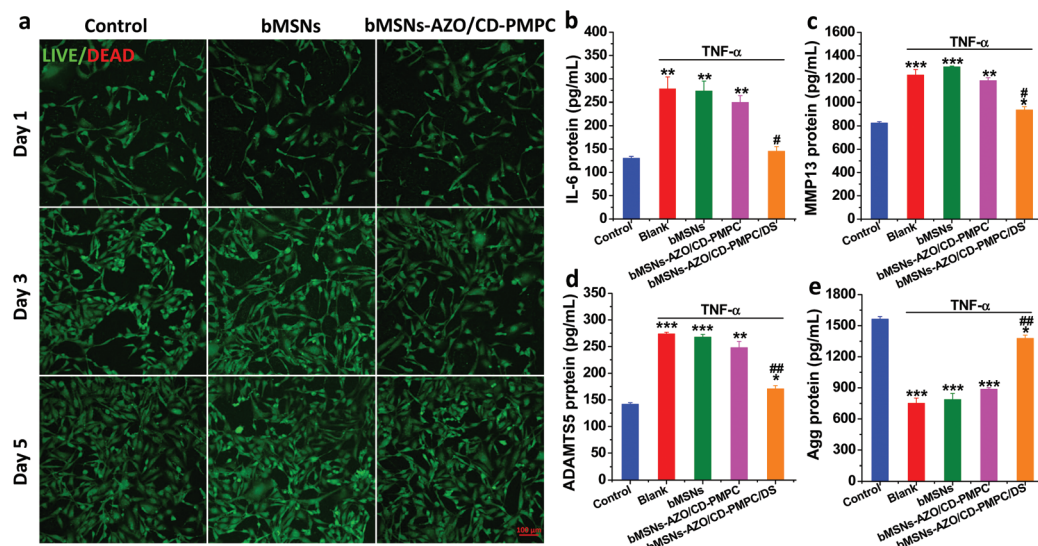 a
Control
bMSNs
bMSNs-AZO/CD-PMPC
LIVE/DEAD
Day 1
Day 3
Day 5
100 μm
b
TNF-α
IL-6 protein (pg/mL)
400
350
300
250
200
150
100
50
0
**
**
**
#
Control
Blank
bMSNs
bMSNs-AZO/CD-PMPC
bMSNs-AZO/CD-PMPC/DS
c
TNF-α
MMP13 protein (pg/mL)
1600
1400
1200
1000
800
600
400
200
0
***
***
**
#
*
Control
Blank
bMSNs
bMSNs-AZO/CD-PMPC
bMSNs-AZO/CD-PMPC/DS
d
TNF-α
ADAMTS5 prptein (pg/mL)
350
300
250
200
150
100
50
0
***
***
**
##
*
Control
Blank
bMSNs
bMSNs-AZO/CD-PMPC
bMSNs-AZO/CD-PMPC/DS
e
TNF-α
Agg protein (pg/mL)
1800
1500
1200
900
600
300
0
***
***
***
##
*
Control
Blank
bMSNs
bMSNs-AZO/CD-PMPC
bMSNs-AZO/CD-PMPC/DS